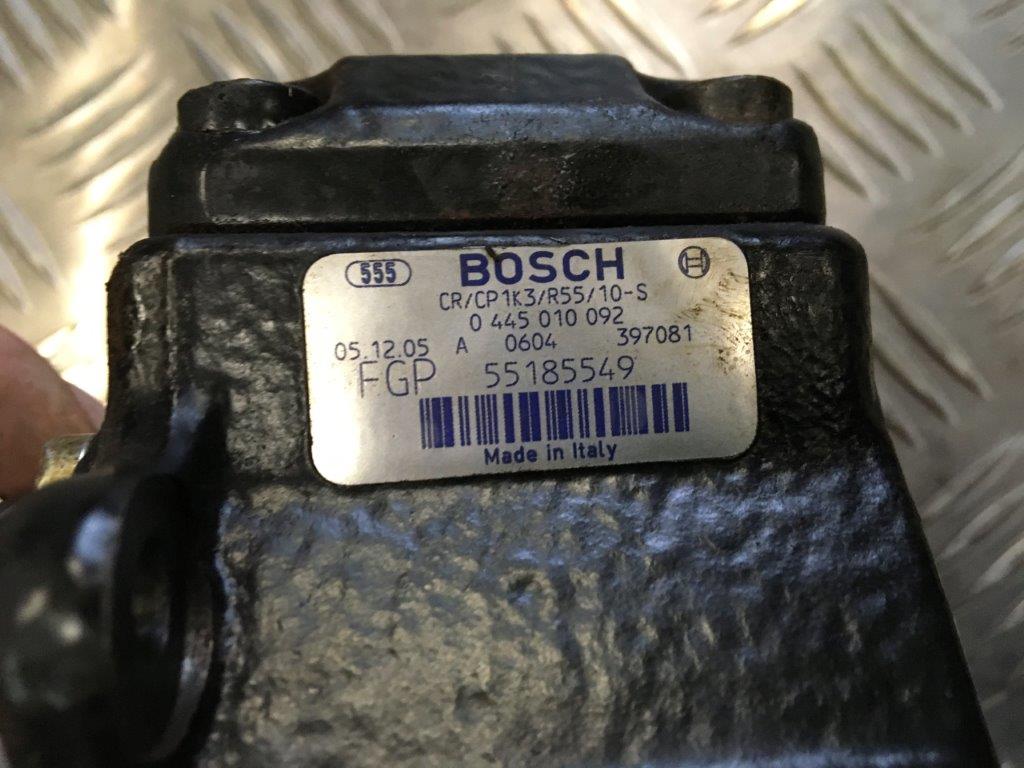 555 BOSCH
CR/CP1K3/R55/10-S
0 445 010 092
05.12.05 A 0604 397081
FGP 55185549
Made in Italy